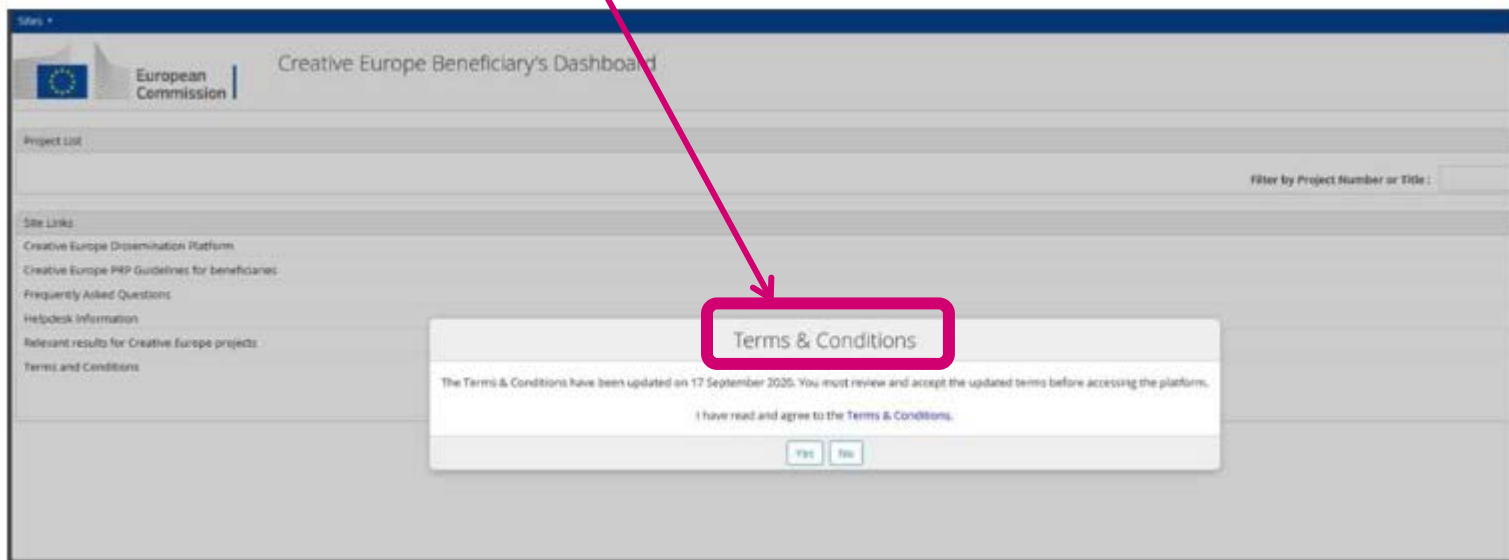 Sites
European
Commission
Creative Europe Beneficiary's Dashboard
Project List
Filter by Project Number or Title :
Site Links
Creative Europe Dissemination Platform
Creative Europe PRP Guidelines for beneficiaries
Frequently Asked Questions
Helpdesk Information
Relevant results for Creative Europe projects
Terms and Conditions
Terms & Conditions
The Terms & Conditions have been updated on 17 September 2020. You must review and accept the updated terms before accessing the platform.
I have read and agree to the Terms & Conditions.
Yes No